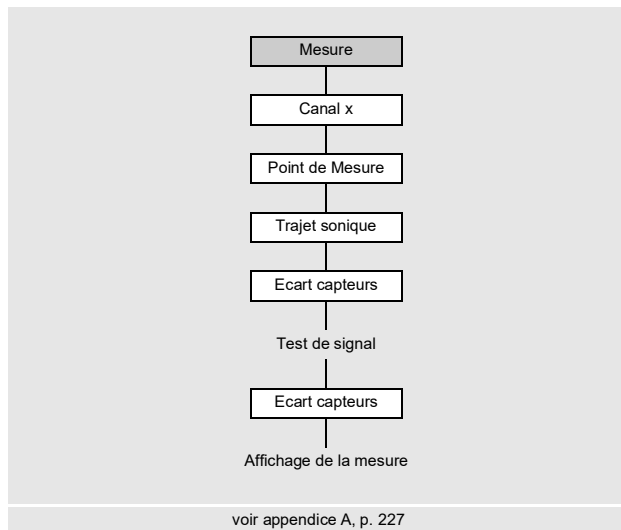 Mesure
Canal x
Point de Mesure
Trajet sonique
Ecart capteurs
Test de signal
Ecart capteurs
Affichage de la mesure
voir appendice A, p. 227